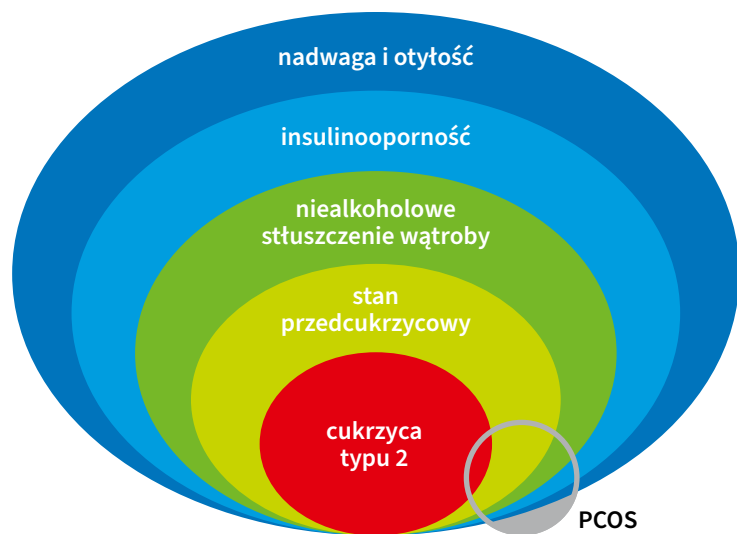 nadwaga i otyłość
insulinooporność
niealkoholowe
stłuszczenie wątroby
stan
przedcukrzycowy
cukrzyca
typu 2
PCOS